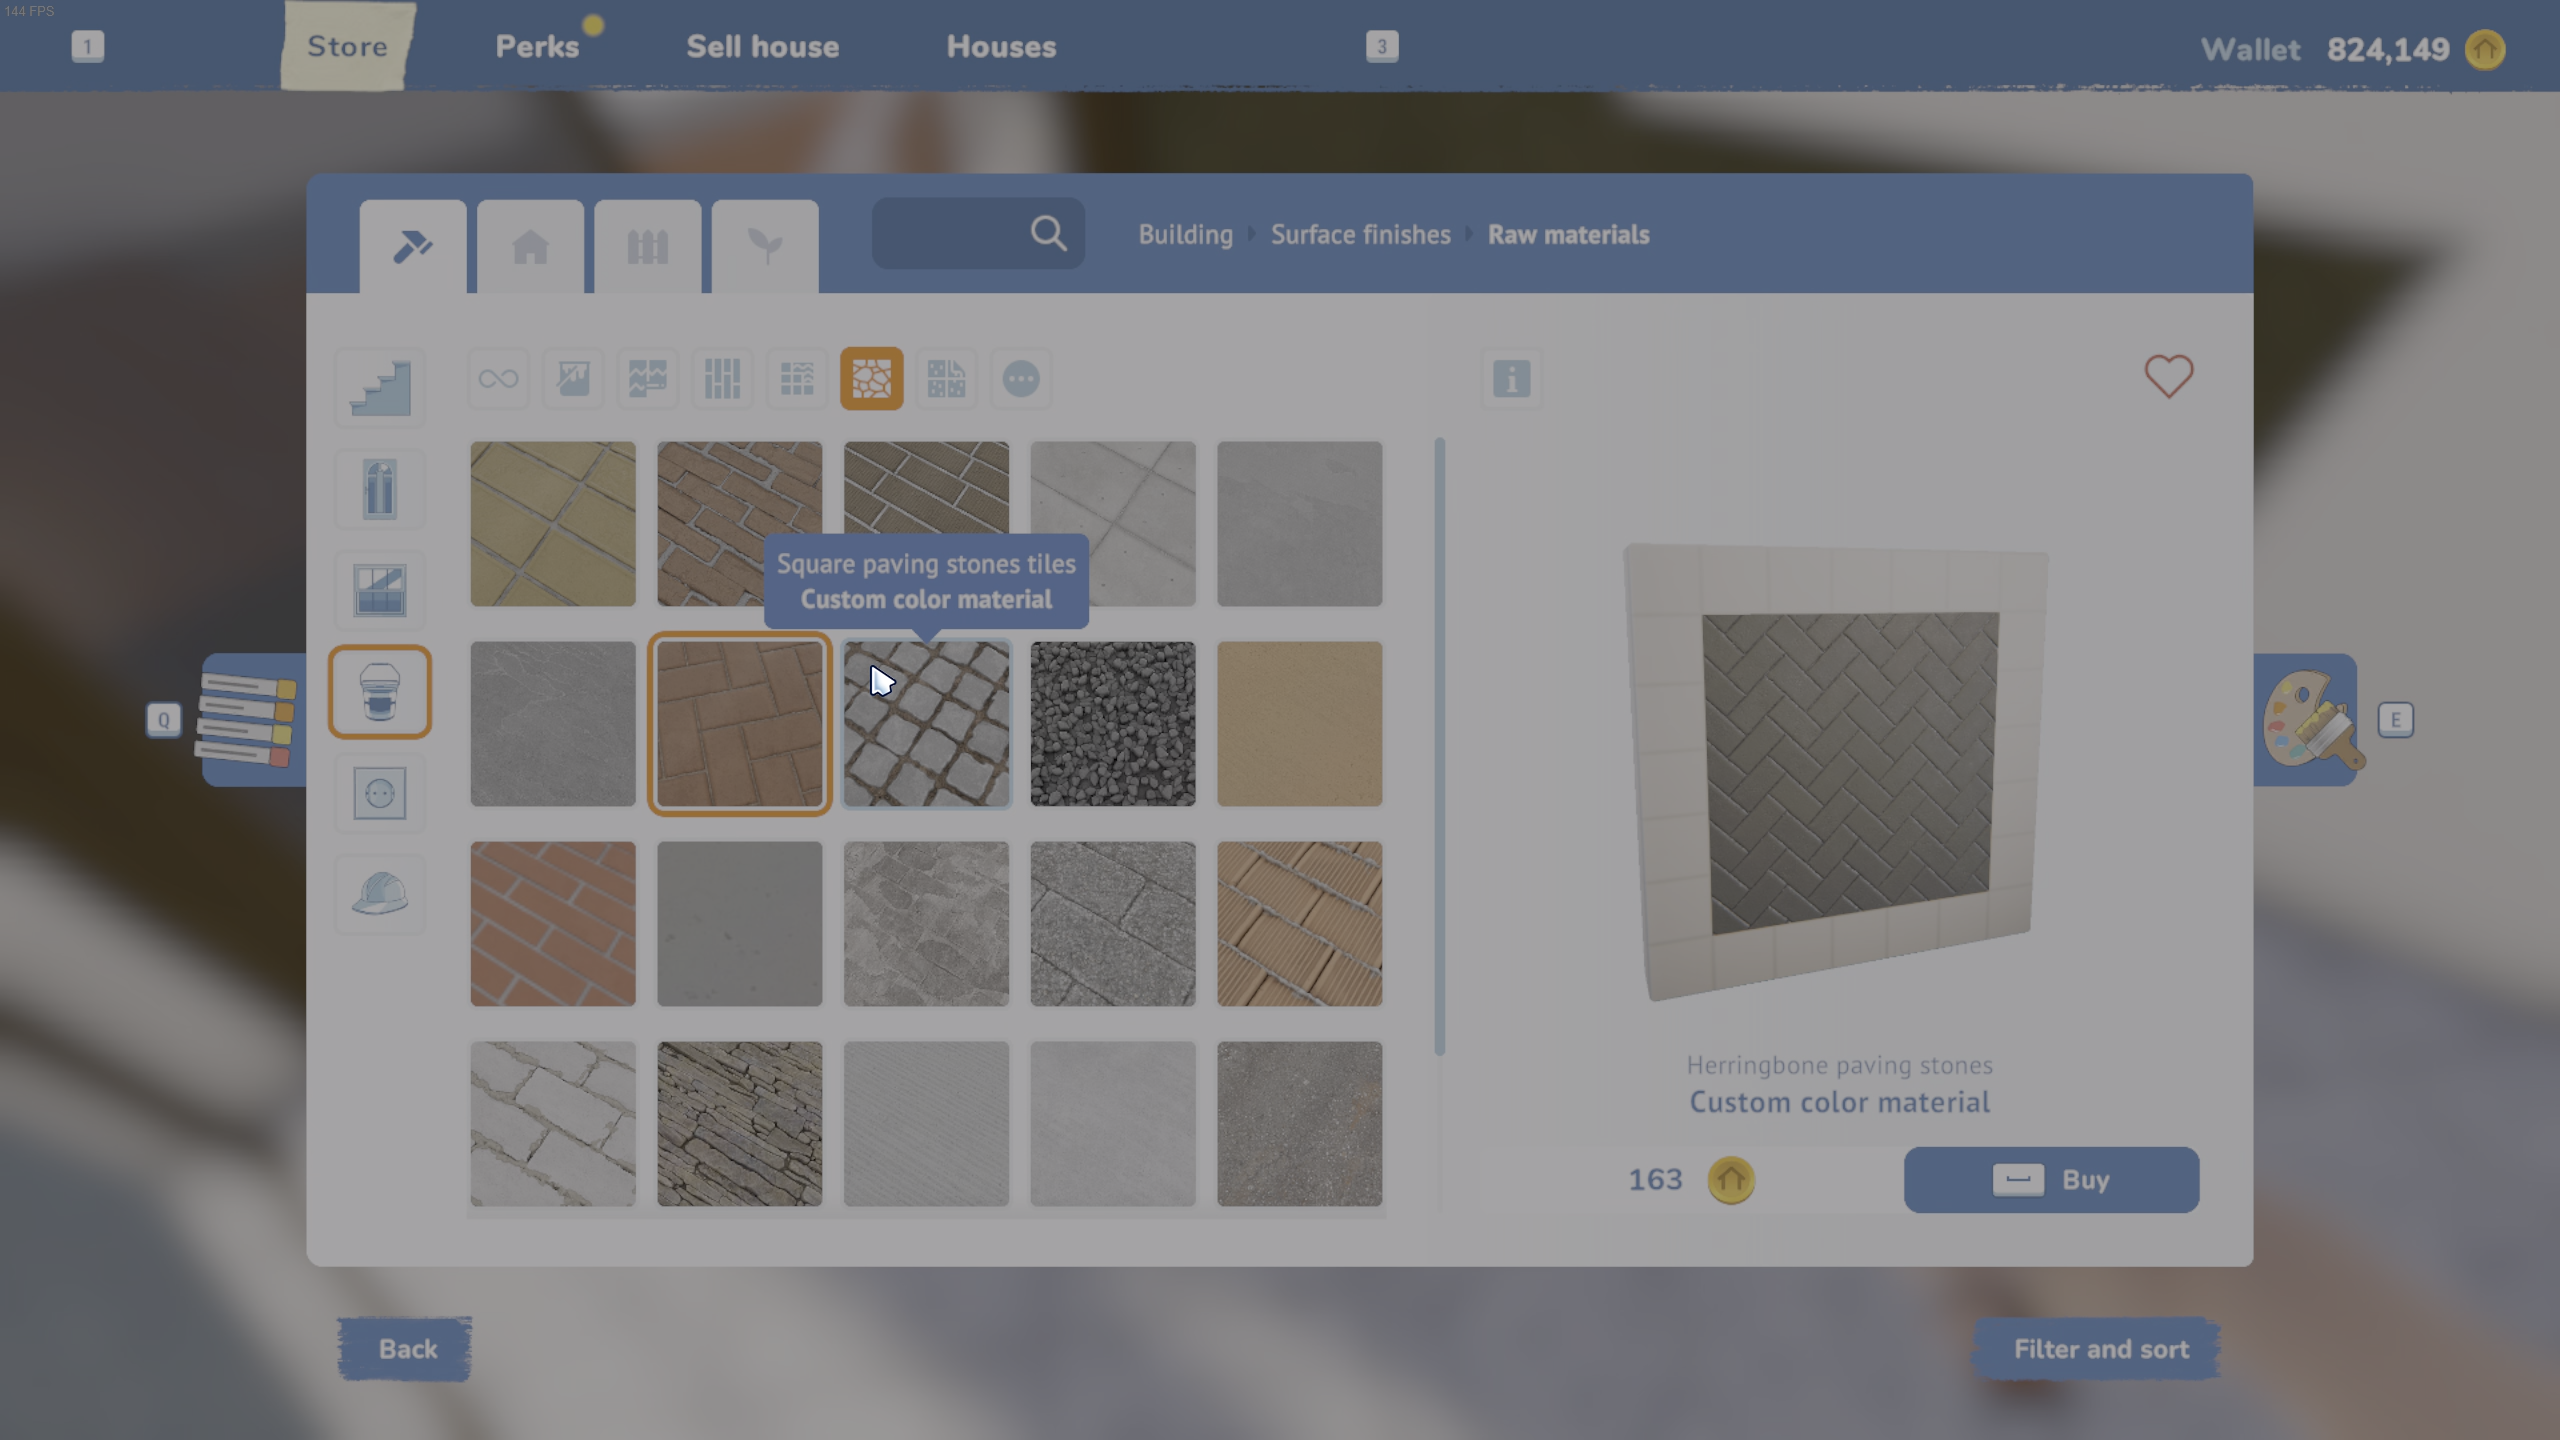 144 FPS
1
Store
Perks
Sell house
Houses
3
Wallet 824,149
Building
Surface finishes
Raw materials
Square paving stones tiles
Custom color material
Q
E
Herringbone paving stones
Custom color material
163
Buy
Back
Filter and sort